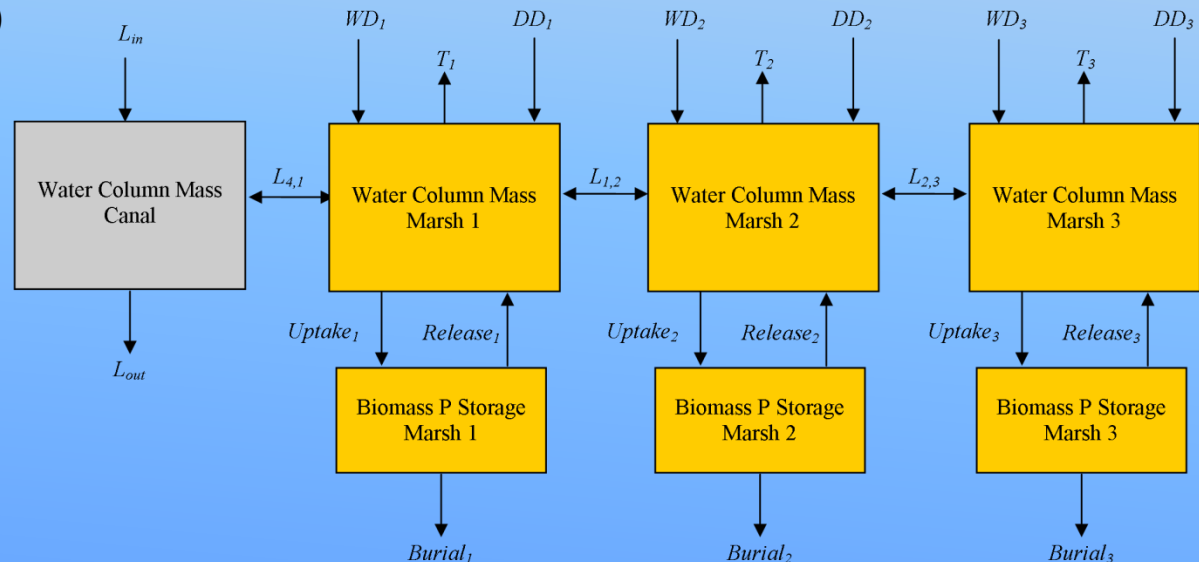 )
L_in
WD_1
DD_1
WD_2
DD_2
WD_3
DD_3
T_1
T_2
T_3
Water Column Mass
Canal
L_4,1
Water Column Mass
Marsh 1
L_1,2
Water Column Mass
Marsh 2
L_2,3
Water Column Mass
Marsh 3
L_out
Uptake_1
Release_1
Uptake_2
Release_2
Uptake_3
Release_3
Biomass P Storage
Marsh 1
Biomass P Storage
Marsh 2
Biomass P Storage
Marsh 3
Burial_1
Burial_2
Burial_3